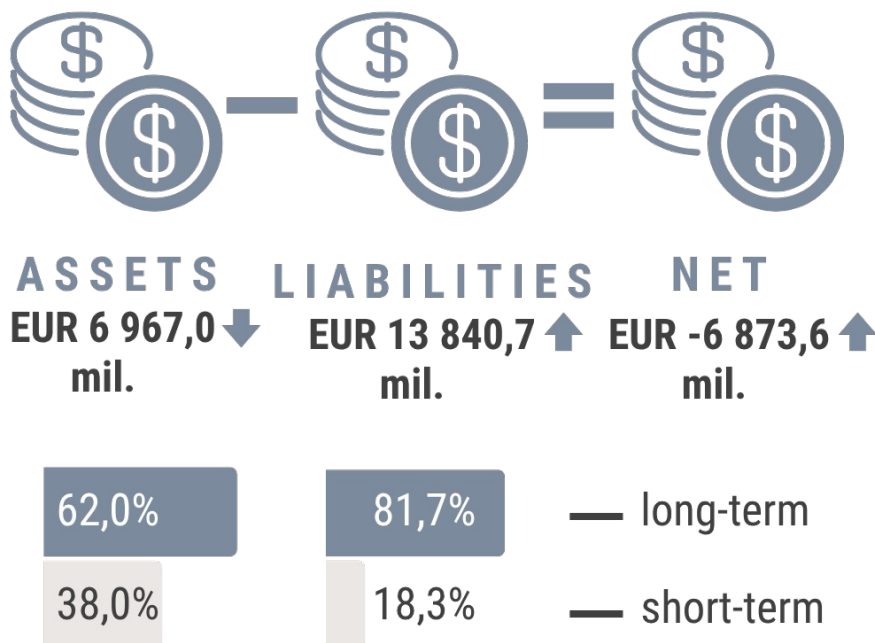 ASSETS
EUR 6 967,0
mil.
LIABILITIES
EUR 13 840,7
mil.
NET
EUR -6 873,6
mil.
62,0%
81,7%
long-term
38,0%
18,3%
short-term